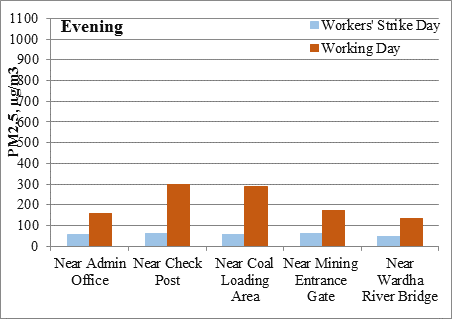 Evening
Workers' Strike Day
Working Day
PM2.5, µg/m3
1100
1000
900
800
700
600
500
400
300
200
100
0
Near Admin
Office
Near Check
Post
Near Coal
Loading
Area
Near Mining
Entrance
Gate
Near
Wardha
River Bridge